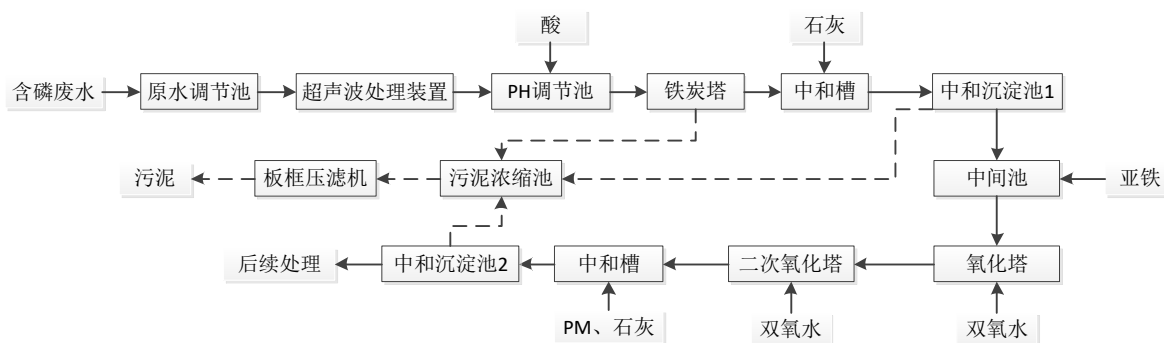 酸
石灰
含磷废水
原水调节池
超声波处理装置
PH调节池
铁炭塔
中和槽
中和沉淀池1
污泥
板框压滤机
污泥浓缩池
中间池
亚铁
后续处理
中和沉淀池2
中和槽
二次氧化塔
氧化塔
PM、石灰
双氧水
双氧水